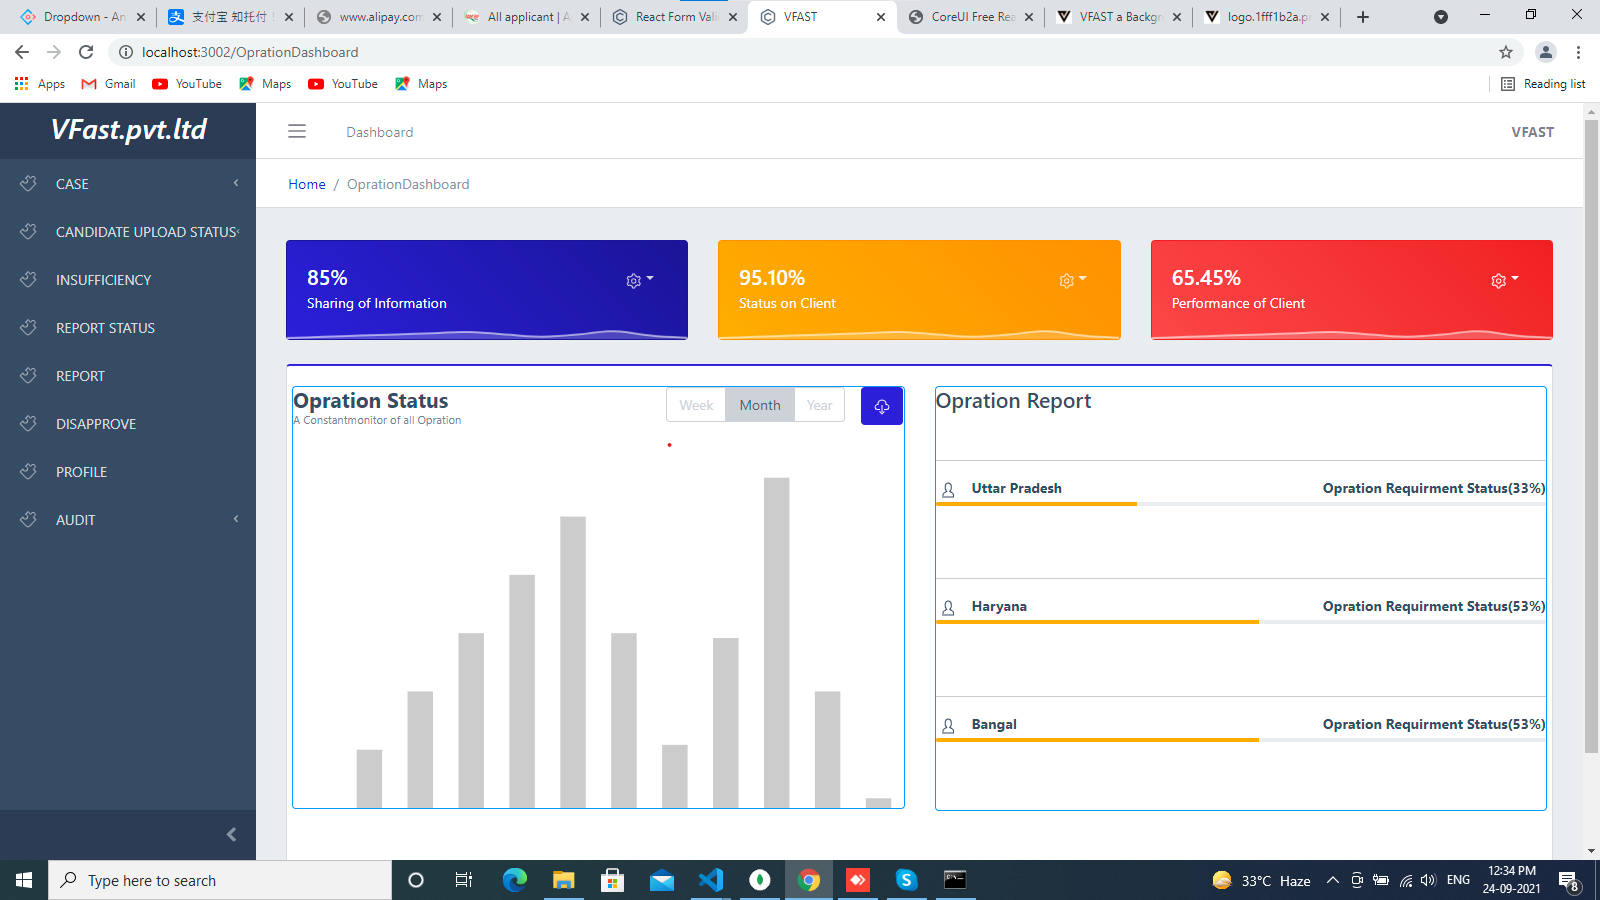 Dropdown - An
支付宝 知托付!
www.alipay.com
All applicant | A
React Form Vali
VFAST
CoreUI Free Rea
VFAST a Backgr
logo.1fff1b2a.pn
localhost:3002/OprationDashboard
Apps
Gmail
YouTube
Maps
YouTube
Maps
Reading list
VFast.pvt.ltd
Dashboard
VFAST
Home / OprationDashboard
CASE
CANDIDATE UPLOAD STATUS
INSUFFICIENCY
REPORT STATUS
REPORT
DISAPPROVE
PROFILE
AUDIT
85%
Sharing of Information
95.10%
Status on Client
65.45%
Performance of Client
Opration Status
A Constantmonitor of all Opration
Week Month Year
Opration Report
Uttar Pradesh Opration Requirment Status(33%)
Haryana Opration Requirment Status(53%)
Bangal Opration Requirment Status(53%)
Type here to search
33°C Haze
ENG
12:34 PM
24-09-2021
8